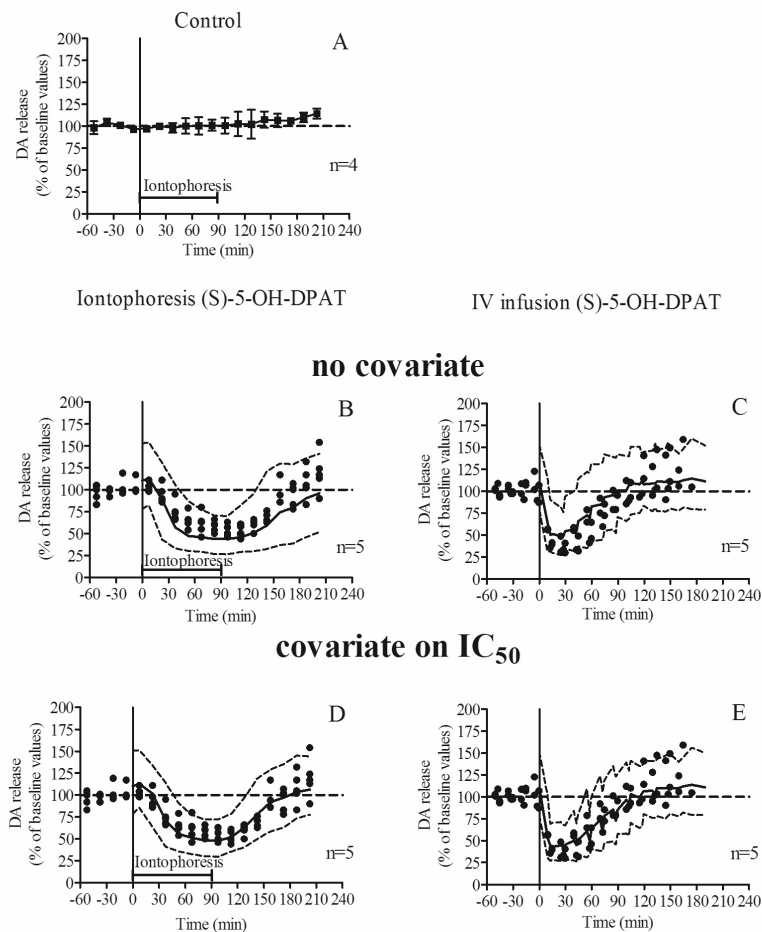 Control
A
DA release
(% of baseline values)
200
175
150
125
100
75
50
25
0
n=4
Iontophoresis
-60 -30 0 30 60 90 120 150 180 210 240
Time (min)
Iontophoresis (S)-5-OH-DPAT
IV infusion (S)-5-OH-DPAT
no covariate
B
DA release
(% of baseline values)
200
175
150
125
100
75
50
25
0
n=5
Iontophoresis
-60 -30 0 30 60 90 120 150 180 210 240
Time (min)
C
DA release
(% of baseline values)
200
175
150
125
100
75
50
25
0
n=5
-60 -30 0 30 60 90 120 150 180 210 240
Time (min)
covariate on IC50
D
DA release
(% of baseline values)
200
175
150
125
100
75
50
25
0
n=5
Iontophoresis
-60 -30 0 30 60 90 120 150 180 210 240
Time (min)
E
DA release
(% of baseline values)
200
175
150
125
100
75
50
25
0
n=5
-60 -30 0 30 60 90 120 150 180 210 240
Time (min)